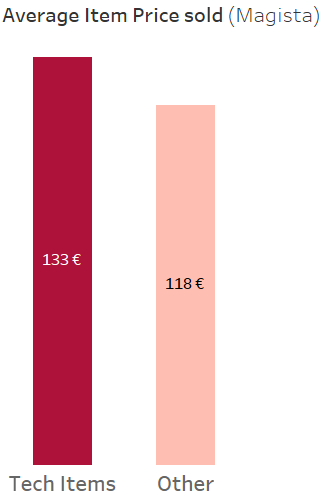 Average Item Price sold (Magista)
133 €
118 €
Tech Items
Other